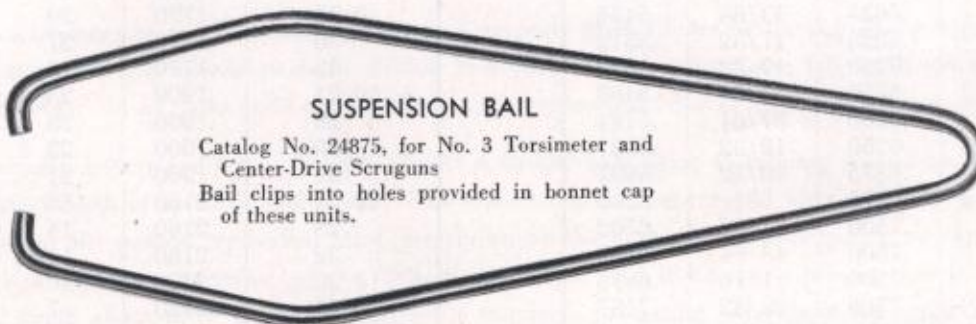 SUSPENSION BAIL
Catalog No. 24875, for No. 3 Torsimeter and
Center-Drive Scruguns
Bail clips into holes provided in bonnet cap
of these units.